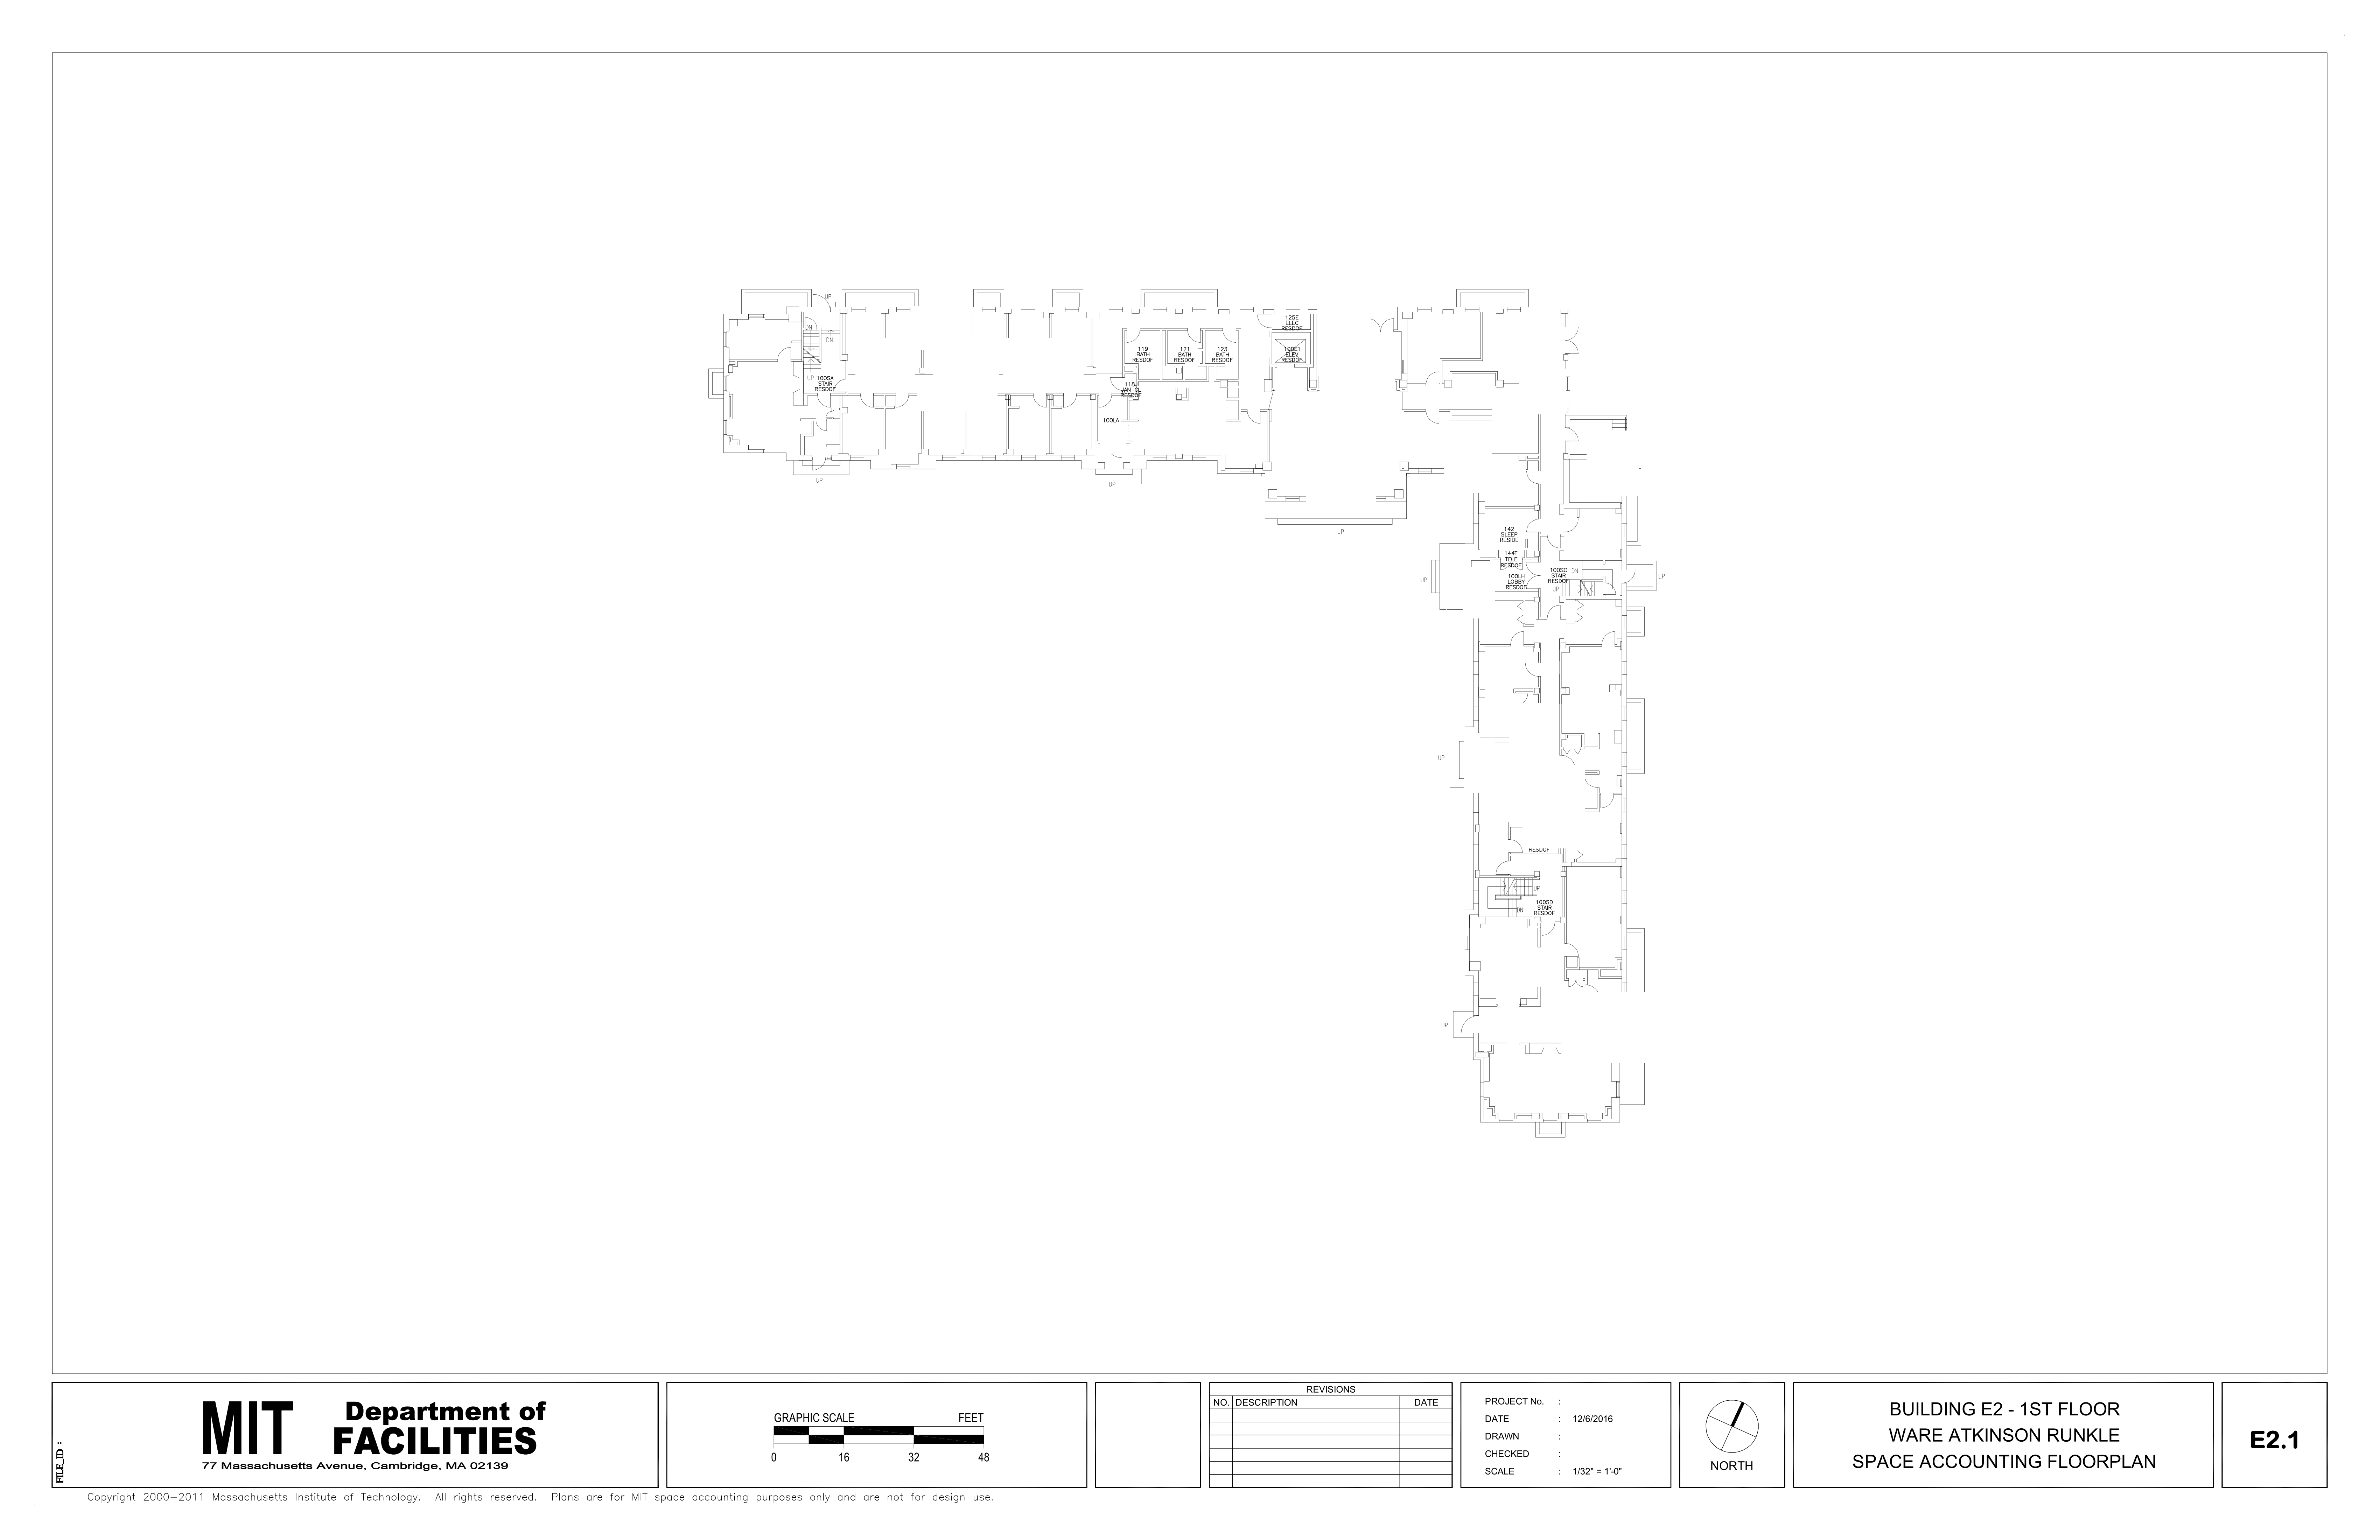 UP
DN
DN
UP
100SA
STAIR
RESDOF
UP
119
BATH
RESDOF
121
BATH
RESDOF
123
BATH
RESDOF
125E
ELEC
RESDOF
100E1
ELEV
RESDOF
JAN CL
RESDOF
100LA
UP
UP
142
SLEEP
RESIDE
144T
TELE
RESDOF
100LH
LOBBY
RESDOF
100SC
STAIR
RESDOF
DN
UP
UP
UP
UP
RESDOF
UP
DN
100SD
STAIR
RESDOF
UP
FILE_ID :
MIT Department of
FACILITIES
77 Massachusetts Avenue, Cambridge, MA 02139
GRAPHIC SCALE FEET
0 16 32 48
REVISIONS
NO. DESCRIPTION DATE
PROJECT No. :
DATE : 12/6/2016
DRAWN :
CHECKED :
SCALE : 1/32" = 1'-0"
NORTH
BUILDING E2 - 1ST FLOOR
WARE ATKINSON RUNKLE
SPACE ACCOUNTING FLOORPLAN
E2.1
Copyright 2000-2011 Massachusetts Institute of Technology. All rights reserved. Plans are for MIT space accounting purposes only and are not for design use.